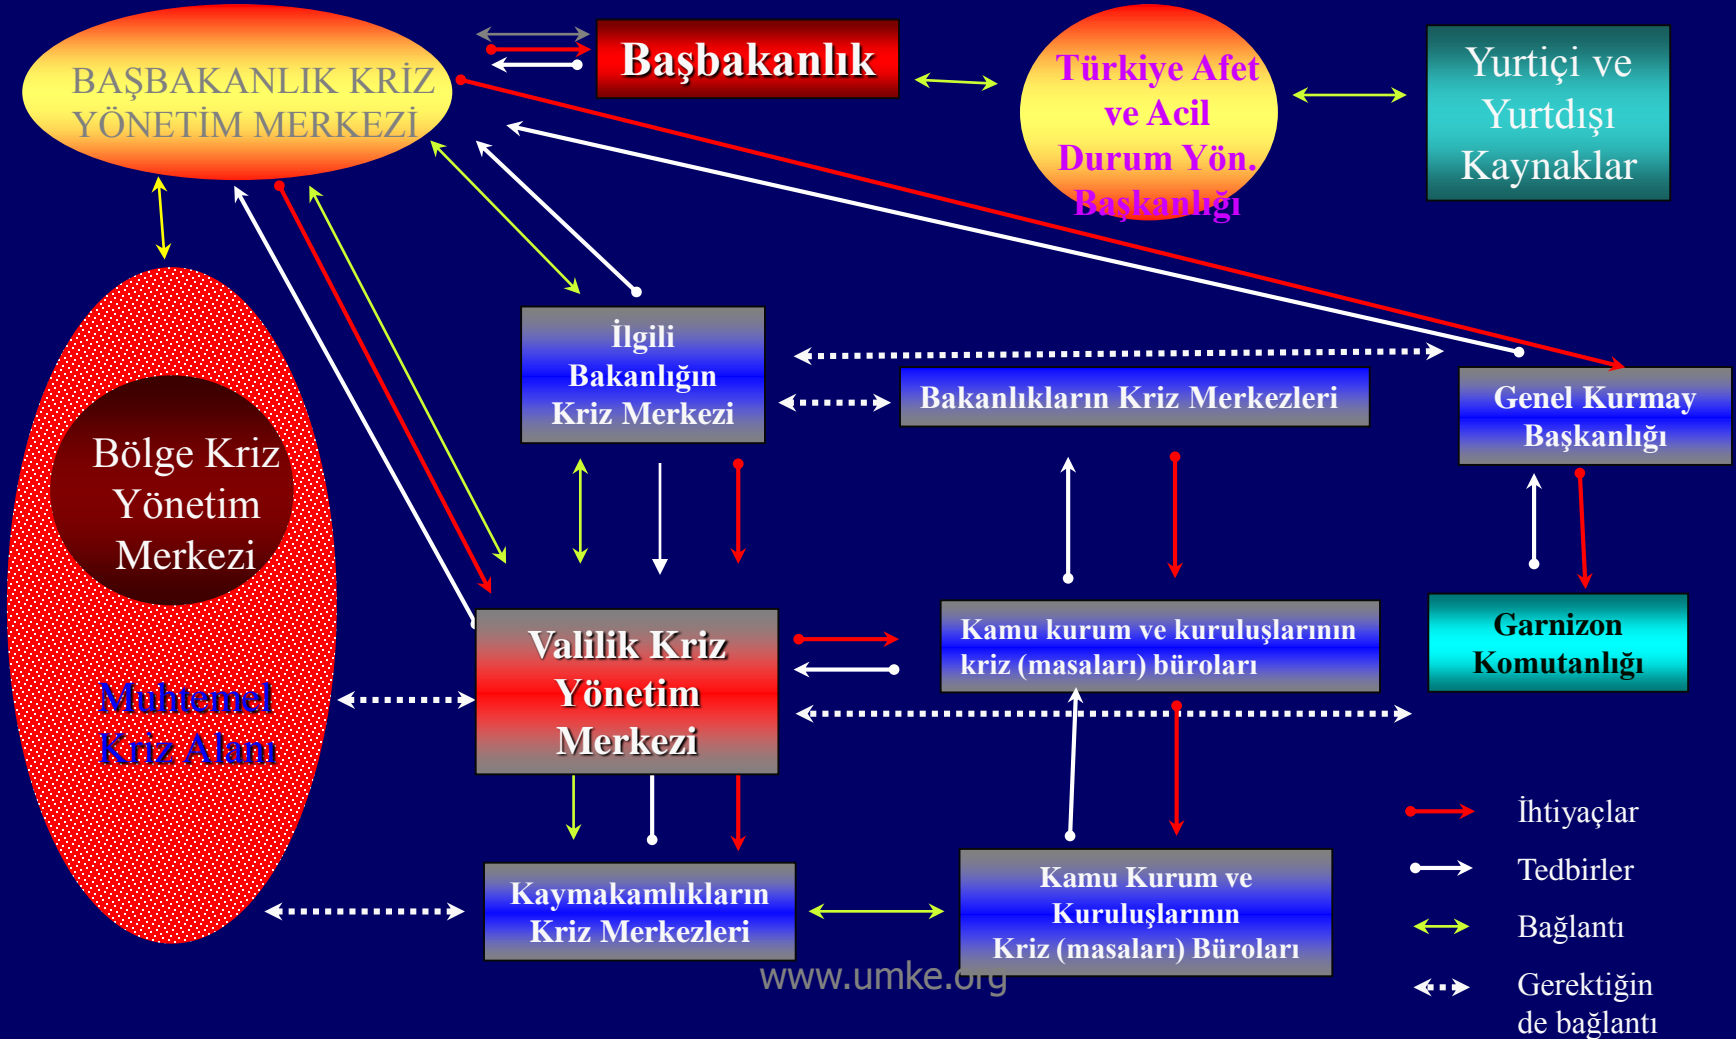 BAŞBAKANLIK KRİZ
YÖNETİM MERKEZİ
Başbakanlık
Türkiye Afet
ve Acil
Durum Yön.
Başkanlığı
Yurtiçi ve
Yurtdışı
Kaynaklar
İlgili
Bakanlığın
Kriz Merkezi
Bakanlıkların Kriz Merkezleri
Genel Kurmay
Başkanlığı
Bölge Kriz
Yönetim
Merkezi
Muhtemel
Kriz Alanı
Valilik Kriz
Yönetim
Merkezi
Kamu kurum ve kuruluşlarının
kriz (masaları) büroları
Garnizon
Komutanlığı
Kaymakamlıkların
Kriz Merkezleri
Kamu Kurum ve
Kuruluşlarının
Kriz (masaları) Büroları
İhtiyaçlar
Tedbirler
Bağlantı
Gerektiğin
de bağlantı
www.umke.org